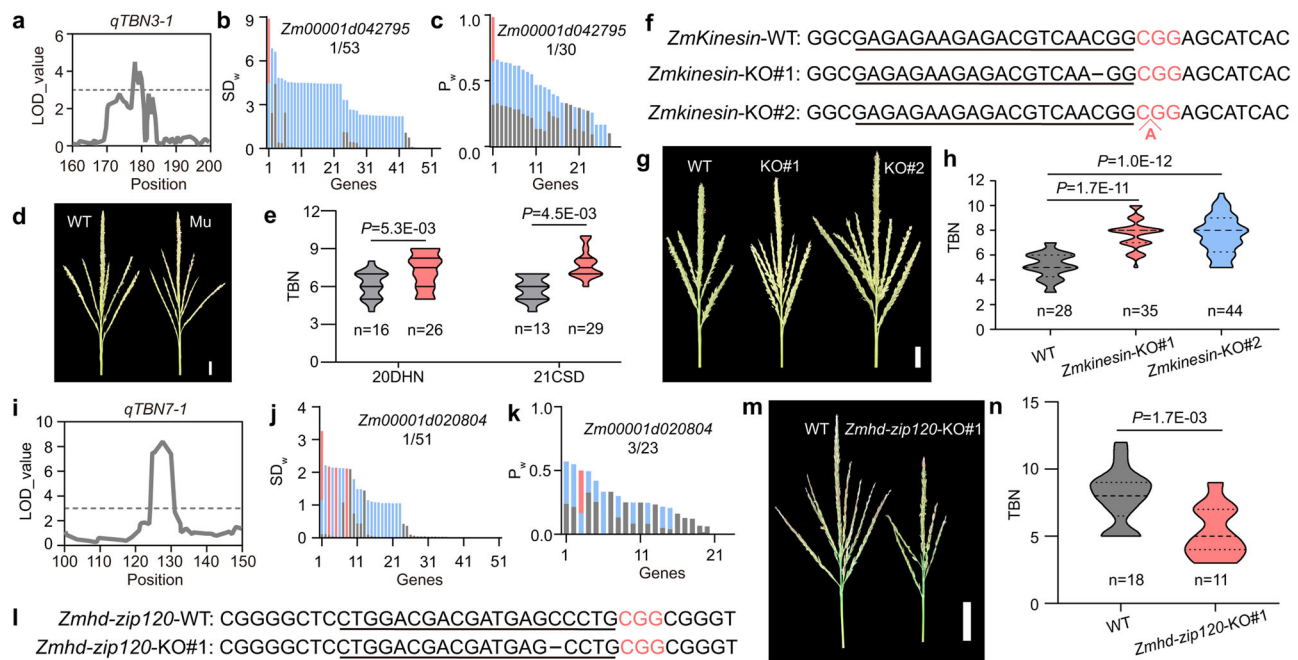 a
qTBN3-1
LOD_value
6
4
2
0
160 170 180 190 200
Position
b
Zm00001d042795
1/53
SDw
10
8
6
4
2
0
1 11 21 31 41 51
Genes
c
Zm00001d042795
1/30
Pw
1.0
0.5
0.0
1 11 21
Genes
d
WT Mu
e
TBN
12
9
6
3
0
P=5.3E-03
P=4.5E-03
n=16 n=26 n=13 n=29
20DHN 21CSD
f
ZmKinesin-WT: GGCGAGAGAAGAGACGTCAACGGCGGAGCATCAC
Zmkinesin-KO#1: GGCGAGAGAAGAGACGTCAA–GGCGGAGCATCAC
Zmkinesin-KO#2: GGCGAGAGAAGAGACGTCAACGGCGGAGCATCAC
A
g
WT KO#1 KO#2
h
P=1.0E-12
P=1.7E-11
TBN
12
10
8
6
4
2
0
n=28 n=35 n=44
WT Zmkinesin-KO#1 Zmkinesin-KO#2
i
qTBN7-1
LOD_value
10
8
6
4
2
0
100 110 120 130 140 150
Position
j
Zm00001d020804
1/51
SDw
4
3
2
1
0
1 11 21 31 41 51
Genes
k
Zm00001d020804
3/23
Pw
1.0
0.5
0.0
1 11 21
Genes
l
Zmhd-zip120-WT: CGGGGCTCCTGGACGACGATGAGCCCTGCGGCGGGT
Zmhd-zip120-KO#1: CGGGGCTCCTGGACGACGATGAG–CCTGCGGCGGGT
m
WT Zmhd-zip120-KO#1
n
P=1.7E-03
TBN
15
10
5
0
n=18 n=11
WT Zmhd-zip120-KO#1